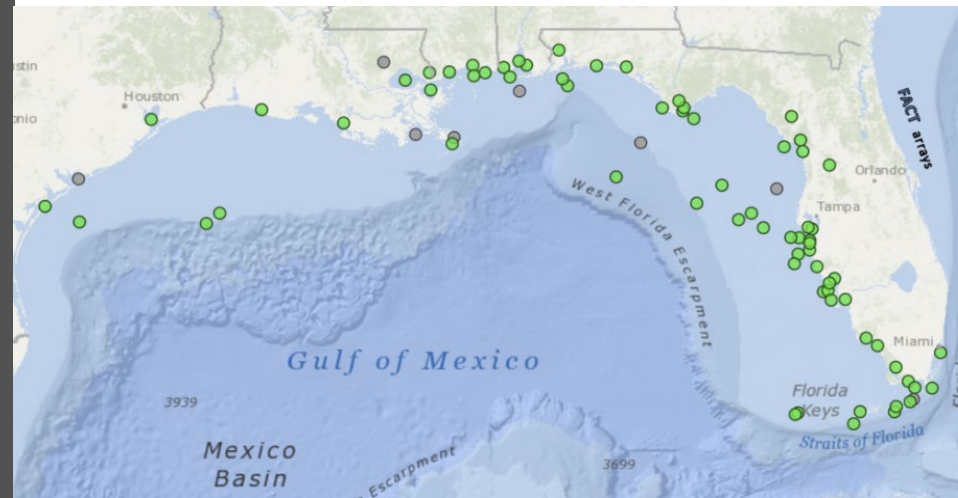 stin
Houston
onio
FACT arrays
Orlando
Tampa
West Florida Escarpment
Miami
Gulf of Mexico
Florida
Keys
3939
Straits of Florida
Mexico
Basin
Escarpment
3699